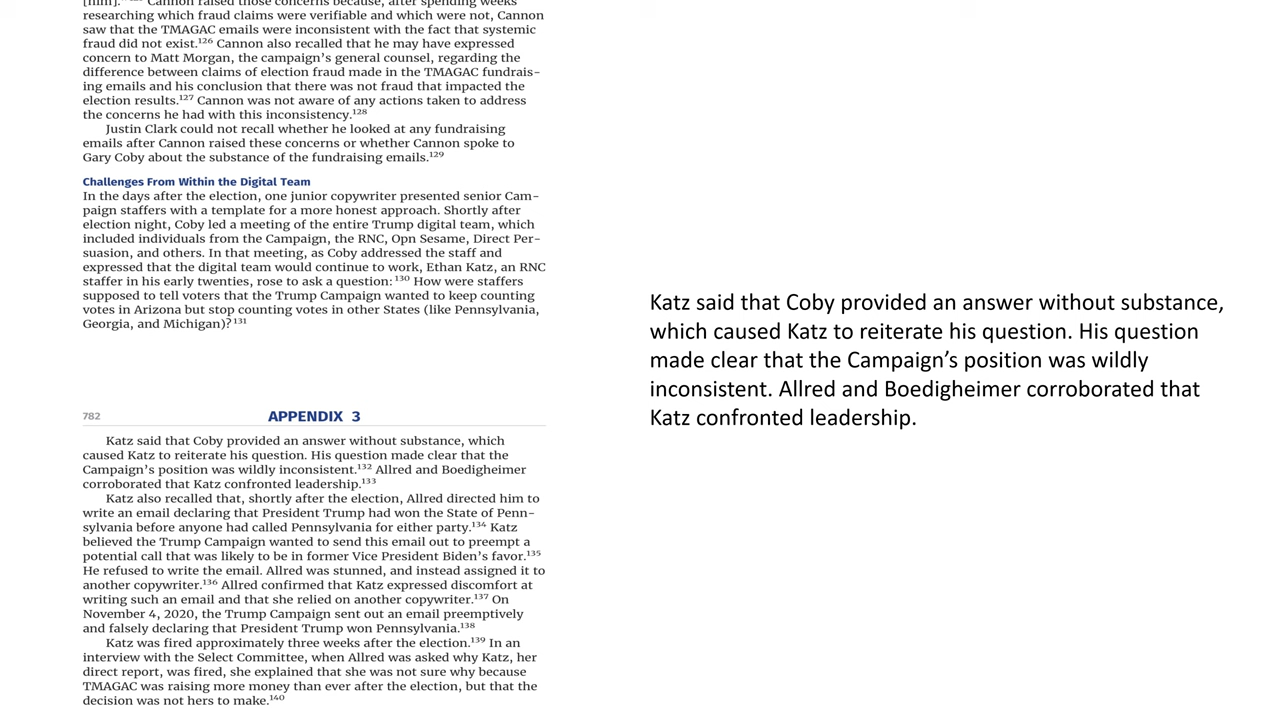 [him]." Cannon raised those concerns because, after spending weeks
researching which fraud claims were verifiable and which were not, Cannon
saw that the TMAGAC emails were inconsistent with the fact that systemic
fraud did not exist.¹²⁶ Cannon also recalled that he may have expressed
concern to Matt Morgan, the campaign's general counsel, regarding the
difference between claims of election fraud made in the TMAGAC fundrais-
ing emails and his conclusion that there was not fraud that impacted the
election results.¹²⁷ Cannon was not aware of any actions taken to address
the concerns he had with this inconsistency.¹²⁸
Justin Clark could not recall whether he looked at any fundraising
emails after Cannon raised these concerns or whether Cannon spoke to
Gary Coby about the substance of the fundraising emails.¹²⁹
Challenges From Within the Digital Team
In the days after the election, one junior copywriter presented senior Cam-
paign staffers with a template for a more honest approach. Shortly after
election night, Coby led a meeting of the entire Trump digital team, which
included individuals from the Campaign, the RNC, Opn Sesame, Direct Per-
suasion, and others. In that meeting, as Coby addressed the staff and
expressed that the digital team would continue to work, Ethan Katz, an RNC
staffer in his early twenties, rose to ask a question:¹³⁰ How were staffers
supposed to tell voters that the Trump Campaign wanted to keep counting
votes in Arizona but stop counting votes in other States (like Pennsylvania,
Georgia, and Michigan)?¹³¹
782 APPENDIX 3
Katz said that Coby provided an answer without substance, which
caused Katz to reiterate his question. His question made clear that the
Campaign's position was wildly inconsistent.¹³² Allred and Boedigheimer
corroborated that Katz confronted leadership.¹³³
Katz also recalled that, shortly after the election, Allred directed him to
write an email declaring that President Trump had won the State of Penn-
sylvania before anyone had called Pennsylvania for either party.¹³⁴ Katz
believed the Trump Campaign wanted to send this email out to preempt a
potential call that was likely to be in former Vice President Biden's favor.¹³⁵
He refused to write the email. Allred was stunned, and instead assigned it to
another copywriter.¹³⁶ Allred confirmed that Katz expressed discomfort at
writing such an email and that she relied on another copywriter.¹³⁷ On
November 4, 2020, the Trump Campaign sent out an email preemptively
and falsely declaring that President Trump won Pennsylvania.¹³⁸
Katz was fired approximately three weeks after the election.¹³⁹ In an
interview with the Select Committee, when Allred was asked why Katz, her
direct report, was fired, she explained that she was not sure why because
TMAGAC was raising more money than ever after the election, but that the
decision was not hers to make.¹⁴⁰
Katz said that Coby provided an answer without substance,
which caused Katz to reiterate his question. His question
made clear that the Campaign's position was wildly
inconsistent. Allred and Boedigheimer corroborated that
Katz confronted leadership.